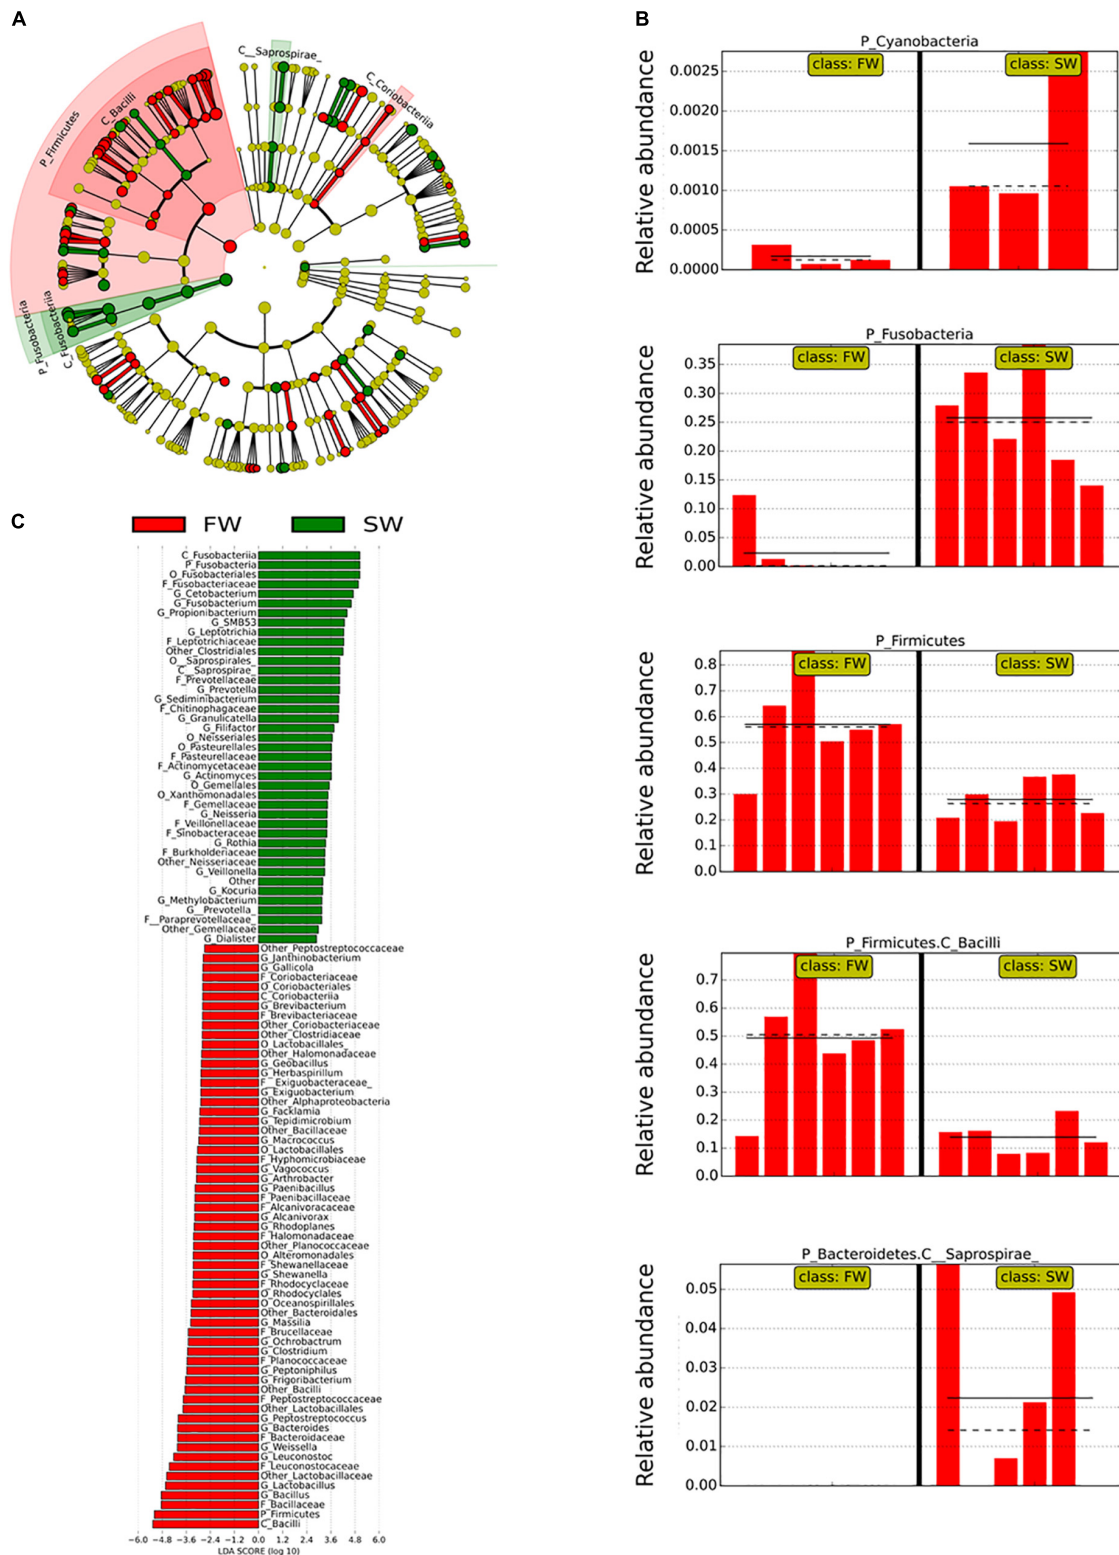 A
P_Firmicutes
C_Bacilli
C__Saprospirae_
C_Coriobacteriia
P_Fusobacteria
C_Fusobacteriia
B
P_Cyanobacteria
class: FW
class: SW
Relative abundance
0.0025
0.0020
0.0015
0.0010
0.0005
0.0000
P_Fusobacteria
class: FW
class: SW
Relative abundance
0.35
0.30
0.25
0.20
0.15
0.10
0.05
0.00
P_Firmicutes
class: FW
class: SW
Relative abundance
0.8
0.7
0.6
0.5
0.4
0.3
0.2
0.1
0.0
P_Firmicutes.C_Bacilli
class: FW
class: SW
Relative abundance
0.7
0.6
0.5
0.4
0.3
0.2
0.1
0.0
P_Bacteroidetes.C__Saprospirae_
class: FW
class: SW
Relative abundance
0.05
0.04
0.03
0.02
0.01
0.00
C
FW
SW
C_Fusobacteriia
P_Fusobacteria
O_Fusobacteriales
F_Fusobacteriaceae
G_Cetobacterium
G_Fusobacterium
G_Propionibacterium
G_SMB53
G_Leptotrichia
F_Leptotrichiaceae
Other_Clostridiales
O__Saprospirales_
C__Saprospirae_
F_Prevotellaceae
G_Prevotella
G_Sediminibacterium
F_Chitinophagaceae
G_Granulicatella
G_Filifactor
O_Neisseriales
O_Pasteurellales
F_Pasteurellaceae
F_Actinomycetaceae
G_Actinomyces
O_Gemellales
O_Xanthomonadales
F_Gemellaceae
G_Neisseria
F_Veillonellaceae
F_Sinobacteraceae
G_Rothia
F_Burkholderiaceae
Other_Neisseriaceae
G_Veillonella
Other
G_Kocuria
G_Methylobacterium
G__Prevotella_
F__Paraprevotellaceae_
Other_Gemellaceae
G_Dialister
Other_Peptostreptococcaceae
G_Janthinobacterium
G_Gallicola
F_Coriobacteriaceae
O_Coriobacteriales
C_Coriobacteriia
G_Brevibacterium
F_Brevibacteriaceae
Other_Coriobacteriaceae
Other_Clostridiaceae
O_Lactobacillales_
Other_Halomonadaceae
G_Geobacillus
G_Herbaspirillum
F__Exiguobacteraceae_
G_Exiguobacterium
Other_Alphaproteobacteria
G_Facklamia
G_Tepidimicrobium
Other_Bacillaceae
G_Macrococcus
O_Lactobacillales
F_Hyphomicrobiaceae
G_Vagococcus
G_Arthrobacter
G_Paenibacillus
F_Paenibacillaceae
F_Alcanivoracaceae
G_Alcanivorax
G_Rhodoplanes
F_Halomonadaceae
Other_Planococcaceae
O_Alteromonadales
F_Shewanellaceae
G_Shewanella
F_Rhodocyclaceae
O_Rhodocyclales
O_Oceanospirillales
Other_Bacteroidales
G_Massilia
F_Brucellaceae
G_Ochrobactrum
G_Clostridium
F_Planococcaceae
G_Peptoniphilus
G_Frigoribacterium
Other_Bacilli
F_Peptostreptococcaceae
Other_Lactobacillales
G_Peptostreptococcus
G_Bacteroides
F_Bacteroidaceae
G_Weissella
G_Leuconostoc
F_Leuconostocaceae
Other_Lactobacillaceae
G_Lactobacillus
G_Bacillus
F_Bacillaceae
P_Firmicutes
C_Bacilli
−6.0 −4.8 −3.6 −2.4 −1.2 0.0 1.2 2.4 3.6 4.8 6.0
LDA SCORE (log 10)